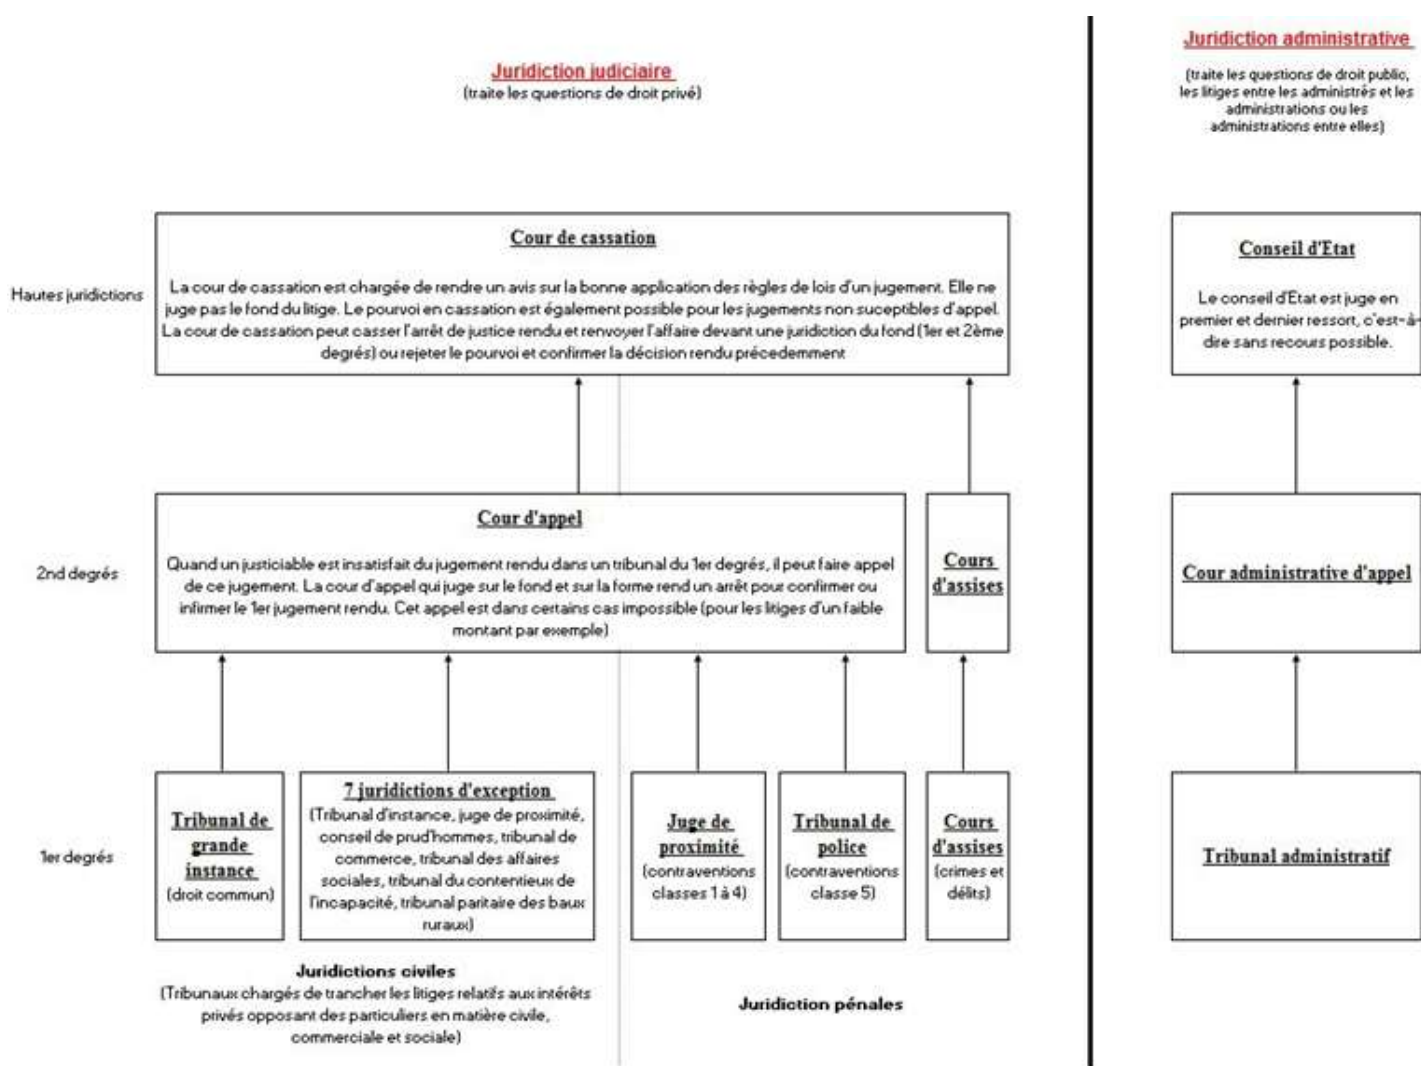 Juridiction judiciaire
(traite les questions de droit privé)
Juridiction administrative
(traite les questions de droit public,
les litiges entre les administrés et les
administrations ou les
administrations entre elles)
Hautes juridictions
Cour de cassation
La cour de cassation est chargée de rendre un avis sur la bonne application des règles de lois d'un jugement. Elle ne
juge pas le fond du litige. Le pourvoi en cassation est également possible pour les jugements non suceptibles d'appel.
La cour de cassation peut casser l'arrêt de justice rendu et renvoyer l'affaire devant une juridiction du fond (1er et 2ème
degrés) ou rejeter le pourvoi et confirmer la décision rendu précedemment
Conseil d'Etat
Le conseil d'Etat est juge en
premier et dernier ressort, c'est-à-
dire sans recours possible.
2nd degrés
Cour d'appel
Quand un justiciable est insatisfait du jugement rendu dans un tribunal du 1er degrés, il peut faire appel
de ce jugement. La cour d'appel qui juge sur le fond et sur la forme rend un arrêt pour confirmer ou
infirmer le 1er jugement rendu. Cet appel est dans certains cas impossible (pour les litiges d'un faible
montant par exemple)
Cours
d'assises
Cour administrative d'appel
1er degrés
Tribunal de
grande
instance
(droit commun)
7 juridictions d'exception
(Tribunal d'instance, juge de proximité,
conseil de prud'hommes, tribunal de
commerce, tribunal des affaires
sociales, tribunal du contentieux de
l'incapacité, tribunal paritaire des baux
ruraux)
Juge de
proximité
(contraventions
classes 1 à 4)
Tribunal de
police
(contraventions
classe 5)
Cours
d'assises
(crimes et
délits)
Tribunal administratif
Juridictions civiles
(Tribunaux chargés de trancher les litiges relatifs aux intérêts
privés opposant des particuliers en matière civile,
commerciale et sociale)
Juridiction pénales